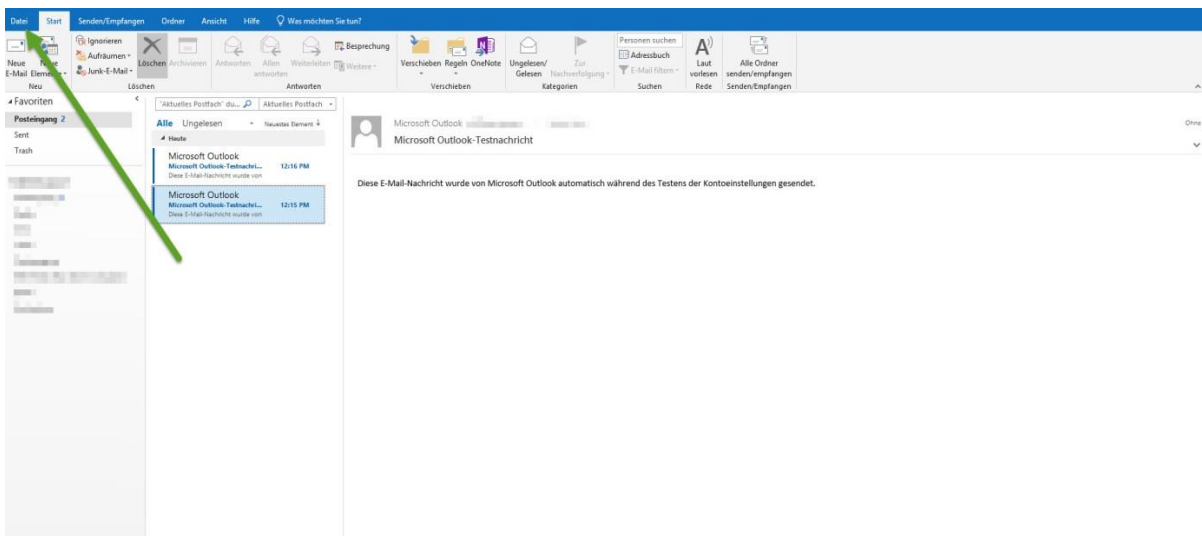 Datei Start Senden/Empfangen Ordner Ansicht Hilfe Was möchten Sie tun?
Neue E-Mail
Neue Elemente
Neu
Ignorieren
Aufräumen
Junk-E-Mail
Löschen
Archivieren
Löschen
Antworten
Allen antworten
Weiterleiten
Besprechung
Weitere
Antworten
Verschieben
Regeln
OneNote
Verschieben
Ungelesen/
Gelesen
Zur
Nachverfolgung
Kategorien
Personen suchen
Adressbuch
E-Mail filtern
Suchen
Laut
vorlesen
Rede
Alle Ordner
senden/empfangen
Senden/Empfangen
Favoriten
Posteingang 2
Sent
Trash
"Aktuelles Postfach" du... Aktuelles Postfach
Alle Ungelesen Neuestes Element
Heute
Microsoft Outlook
Microsoft Outlook-Testnachri... 12:16 PM
Diese E-Mail-Nachricht wurde von
Microsoft Outlook
Microsoft Outlook-Testnachri... 12:15 PM
Diese E-Mail-Nachricht wurde von
Microsoft Outlook
Microsoft Outlook-Testnachricht
Ohne
Diese E-Mail-Nachricht wurde von Microsoft Outlook automatisch während des Testens der Kontoeinstellungen gesendet.